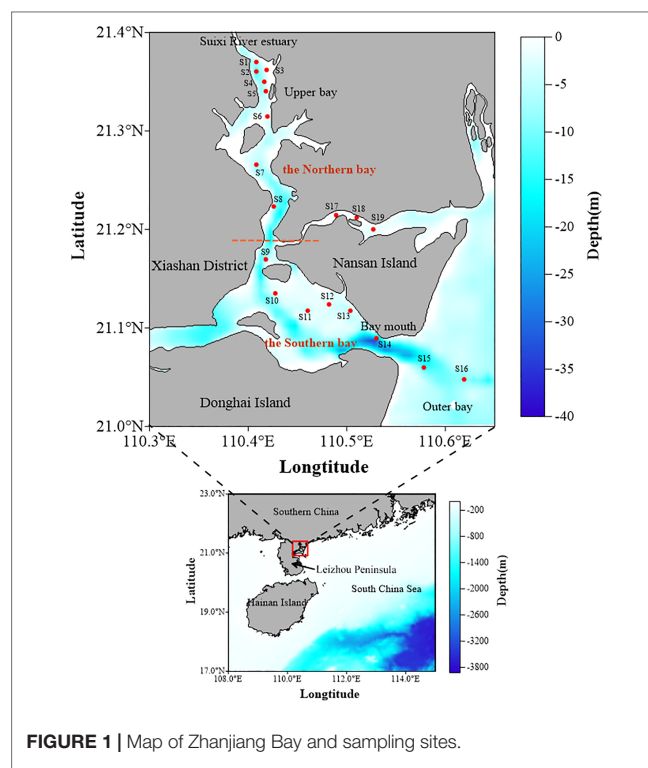 21.4°N
Suixi River estuary
S1
S2
S3
S4
S5
Upper bay
S6
21.3°N
the Northern bay
S7
S8
S17
S18
S19
21.2°N
S9
Xiashan District
Nansan Island
S10
S12
S11
S13
21.1°N
Bay mouth
the Southern bay
S14
S15
S16
Donghai Island
Outer bay
21.0°N
110.3°E
110.4°E
110.5°E
110.6°E
Latitude
Longtitude
0
-5
-10
-15
-20
-25
-30
-35
-40
Depth(m)
23.0°N
Southern China
21.0°N
Leizhou Peninsula
South China Sea
Hainan Island
19.0°N
17.0°N
108.0°E
110.0°E
112.0°E
114.0°E
Latitude
Longtitude
-200
-800
-1400
-2000
-2600
-3200
-3800
Depth(m)
FIGURE 1 | Map of Zhanjiang Bay and sampling sites.